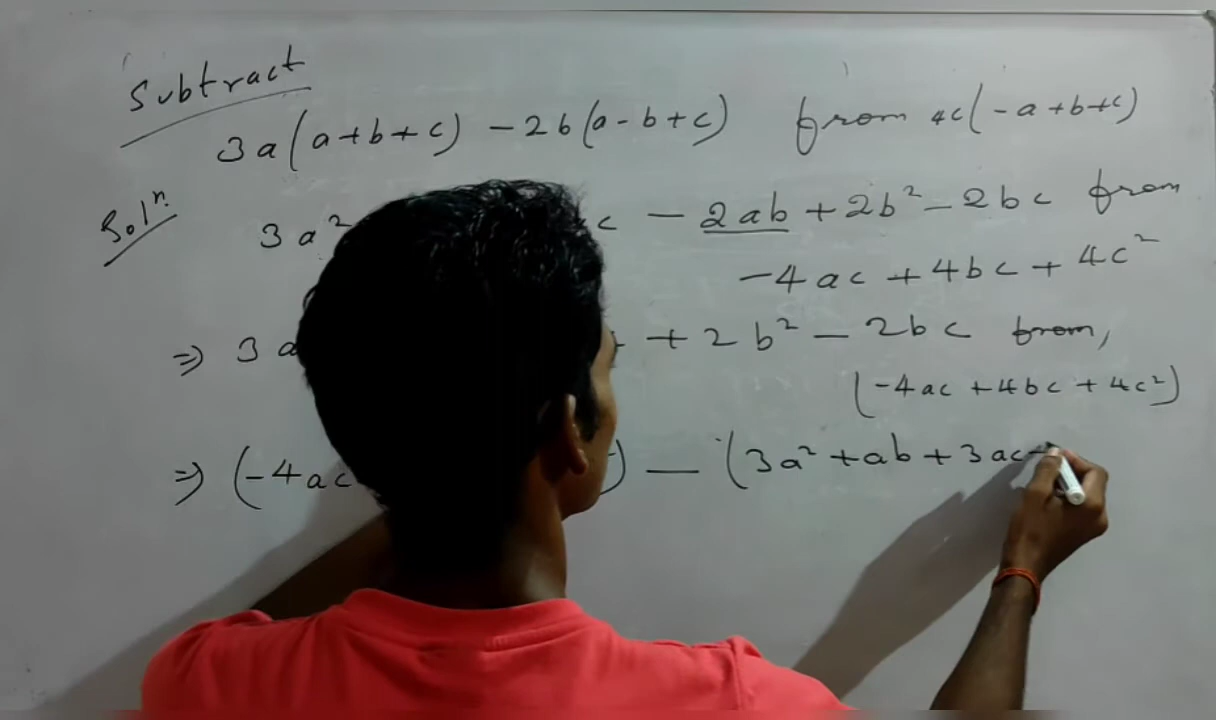 Subtract
3a(a+b+c) - 2b(a-b+c) from 4c(-a+b+c)
Solⁿ. 3a² c - 2ab + 2b² - 2bc from
-4ac + 4bc + 4c²
⇒ 3a + 2b² - 2bc from,
(-4ac + 4bc + 4c²)
⇒ (-4ac ) - (3a² + ab + 3ac